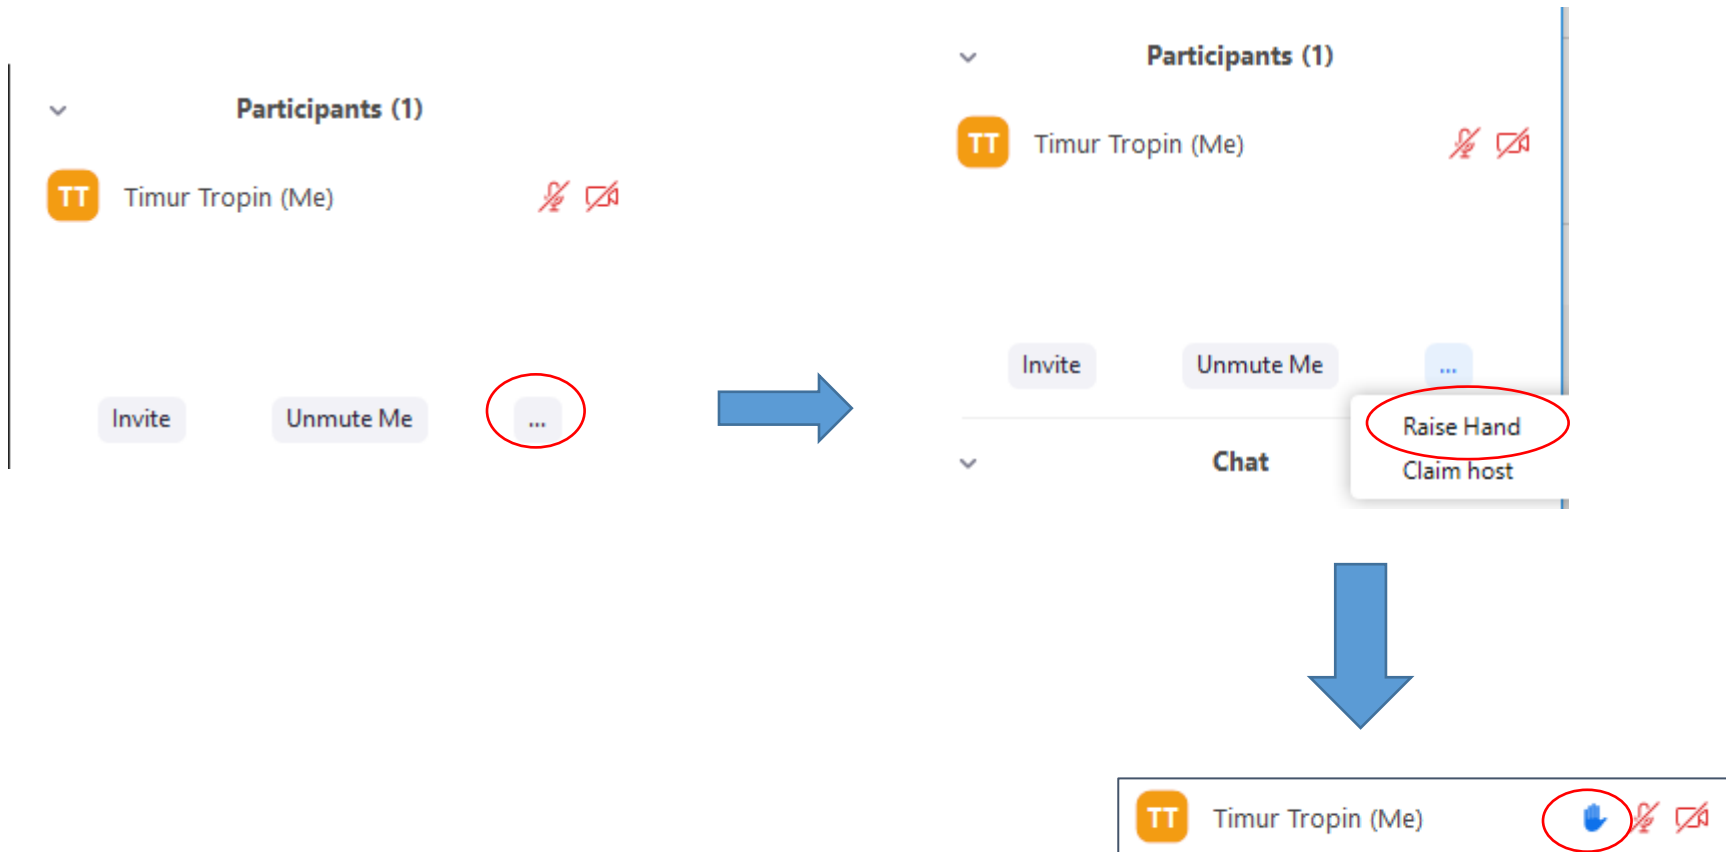 Participants (1)
TT Timur Tropin (Me)
Invite Unmute Me ...
Participants (1)
TT Timur Tropin (Me)
Invite Unmute Me ...
Raise Hand
Chat
Claim host
TT Timur Tropin (Me)